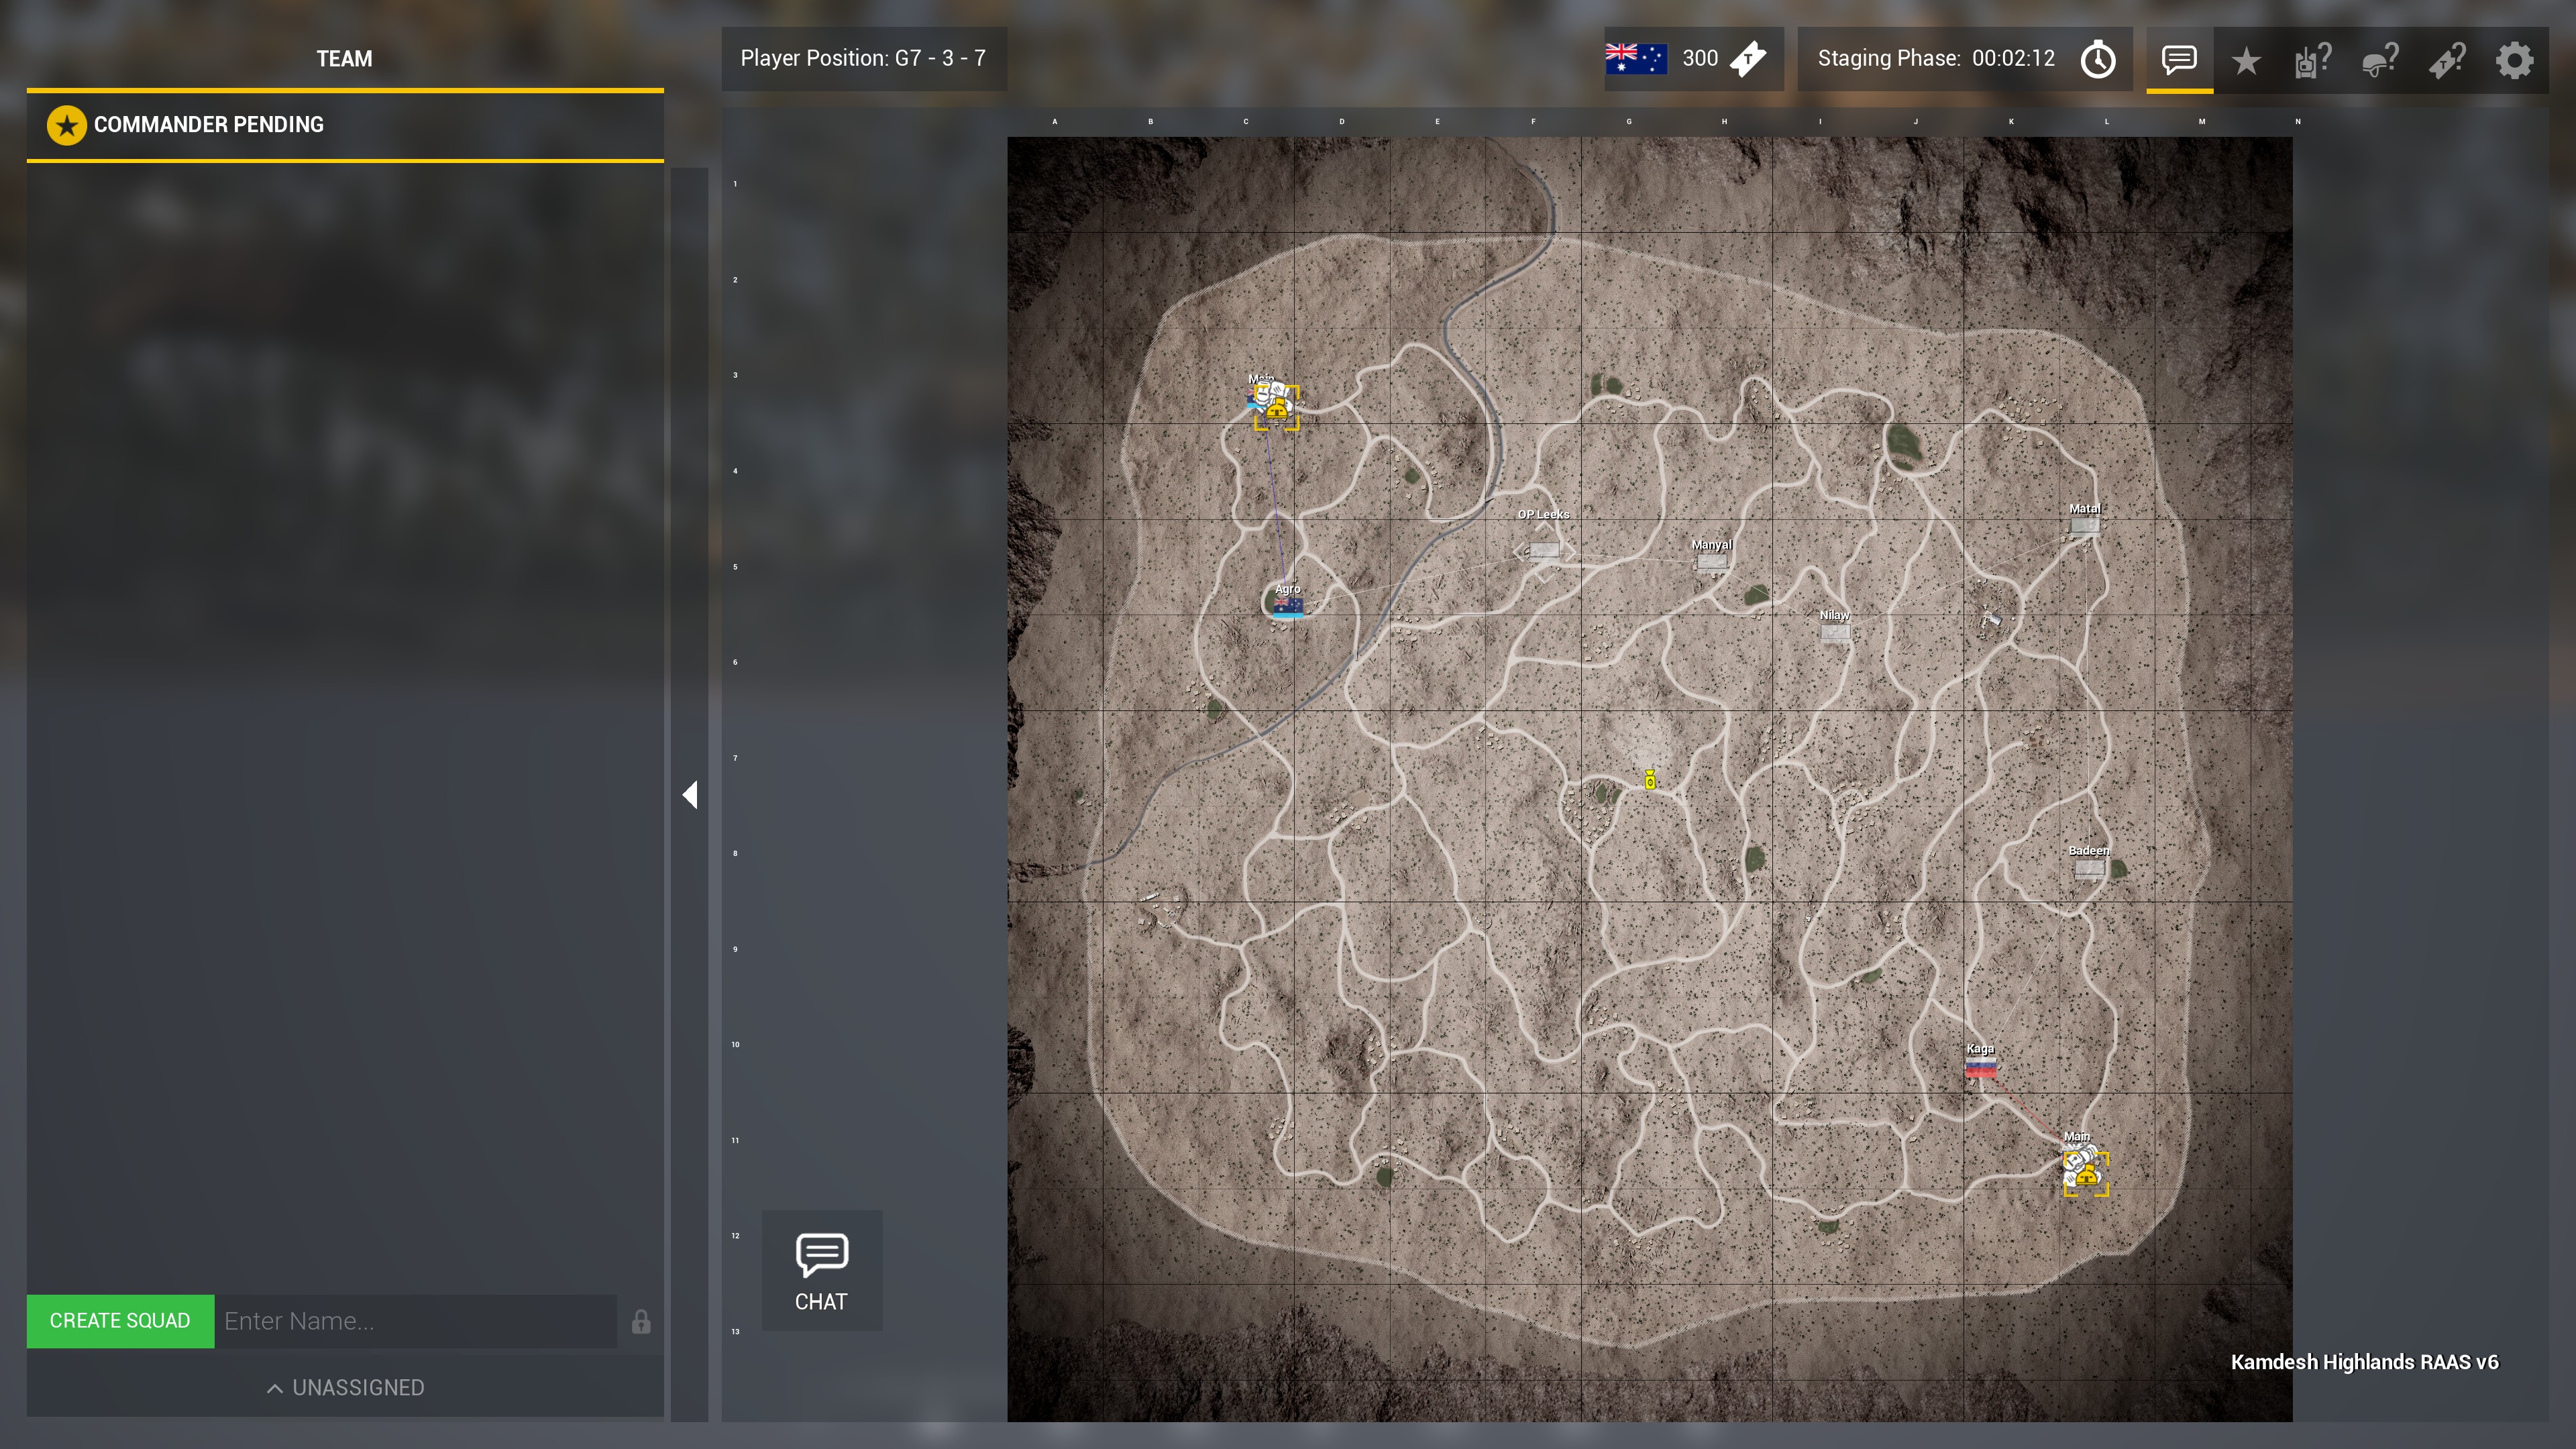 TEAM
COMMANDER PENDING
Player Position: G7 - 3 - 7
300
T
Staging Phase: 00:02:12
A B C D E F G H I J K L M N
1
2
3
4
5
6
7
8
9
10
11
12
13
Main
OP Leeks
Matal
Manyal
Agro
Nilaw
Badeen
Kaga
Main
CHAT
CREATE SQUAD
Enter Name...
UNASSIGNED
Kamdesh Highlands RAAS v6